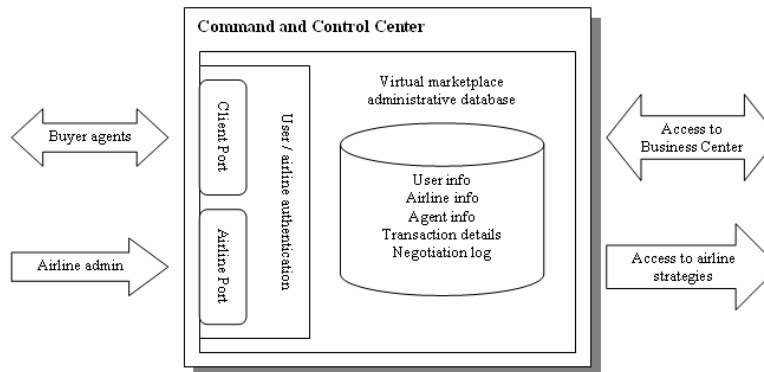 Command and Control Center
Buyer agents
Airline admin
Client Port
Airline Port
User / airline authentication
Virtual marketplace
administrative database
User info
Airline info
Agent info
Transaction details
Negotiation log
Access to
Business Center
Access to airline
strategies